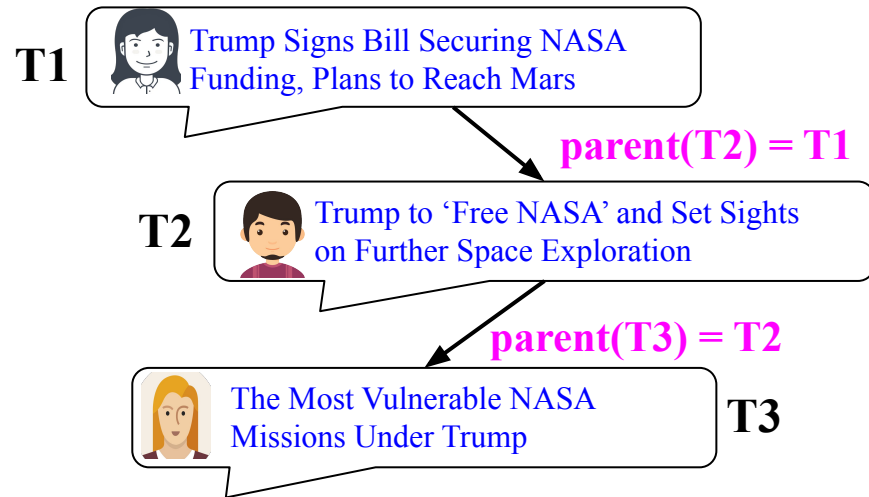 T1
Trump Signs Bill Securing NASA
Funding, Plans to Reach Mars
parent(T2) = T1
T2
Trump to ‘Free NASA’ and Set Sights
on Further Space Exploration
parent(T3) = T2
The Most Vulnerable NASA
Missions Under Trump
T3